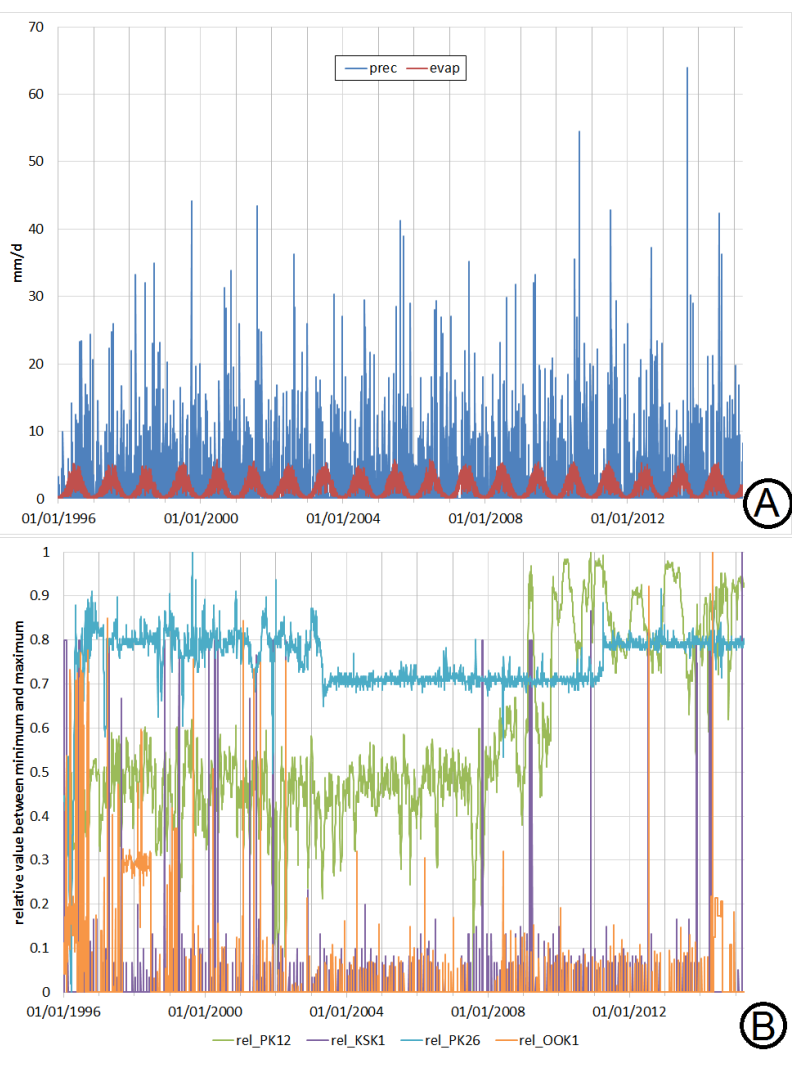 70
prec evap
60
50
40
mm/d
30
20
10
0
01/01/1996 01/01/2000 01/01/2004 01/01/2008 01/01/2012
A
1
0.9
0.8
0.7
0.6
relative value between minimum and maximum
0.5
0.4
0.3
0.2
0.1
0
01/01/1996 01/01/2000 01/01/2004 01/01/2008 01/01/2012
B
rel_PK12 rel_KSK1 rel_PK26 rel_OOK1